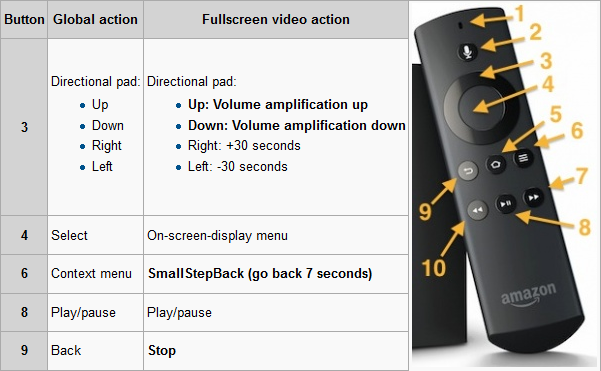 Button Global action Fullscreen video action
3
Directional pad:
Up
Down
Right
Left
Directional pad:
Up: Volume amplification up
Down: Volume amplification down
Right: +30 seconds
Left: -30 seconds
4 Select On-screen-display menu
6 Context menu SmallStepBack (go back 7 seconds)
8 Play/pause Play/pause
9 Back Stop
1
2
3
4
5
6
7
8
9
10
amazon